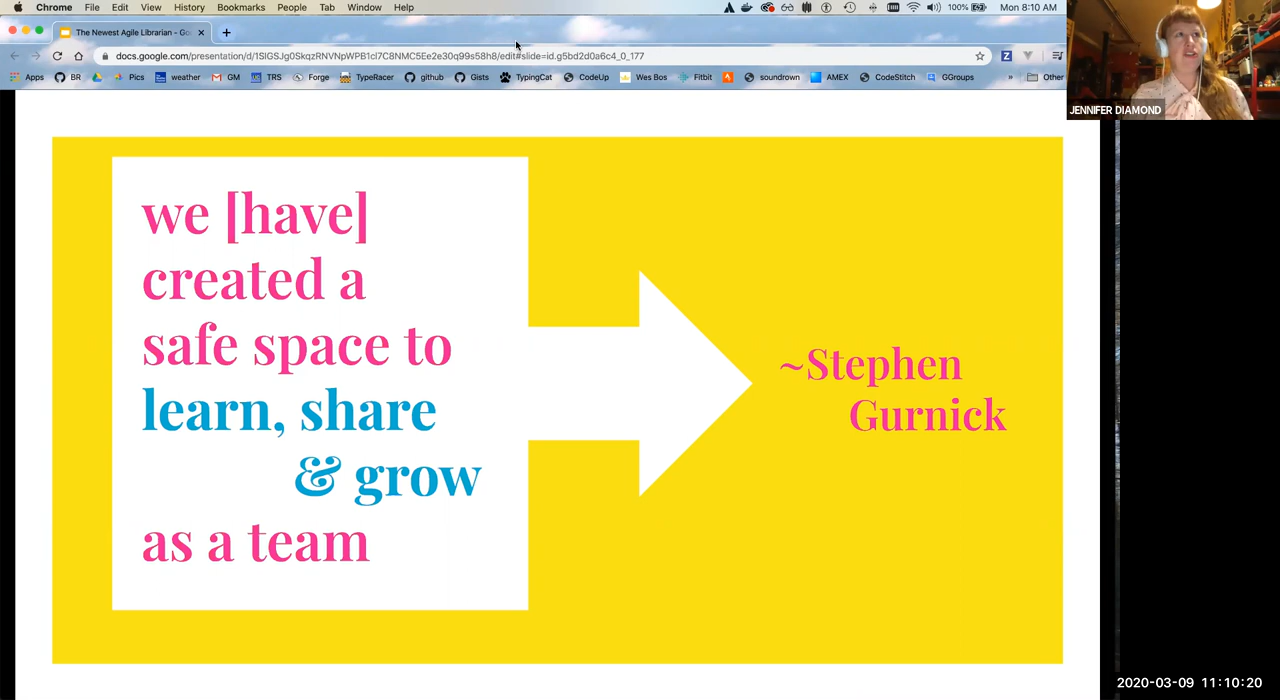 Chrome File Edit View History Bookmarks People Tab Window Help 100% Mon 8:10 AM
The Newest Agile Librarian - Go
docs.google.com/presentation/d/1SIGSJg0SkqzRNVNpWPB1cl7C8NMC5Ee2e30q99s58h8/edit#slide=id.g5bd2d0a6c4_0_177
Apps BR Pics weather GM TRS Forge TypeRacer github Gists TypingCat CodeUp Wes Bos Fitbit soundrown AMEX CodeStitch GGroups » Other
JENNIFER DIAMOND
we [have]
created a
safe space to
learn, share
& grow
as a team
~Stephen
Gurnick
2020-03-09 11:10:20